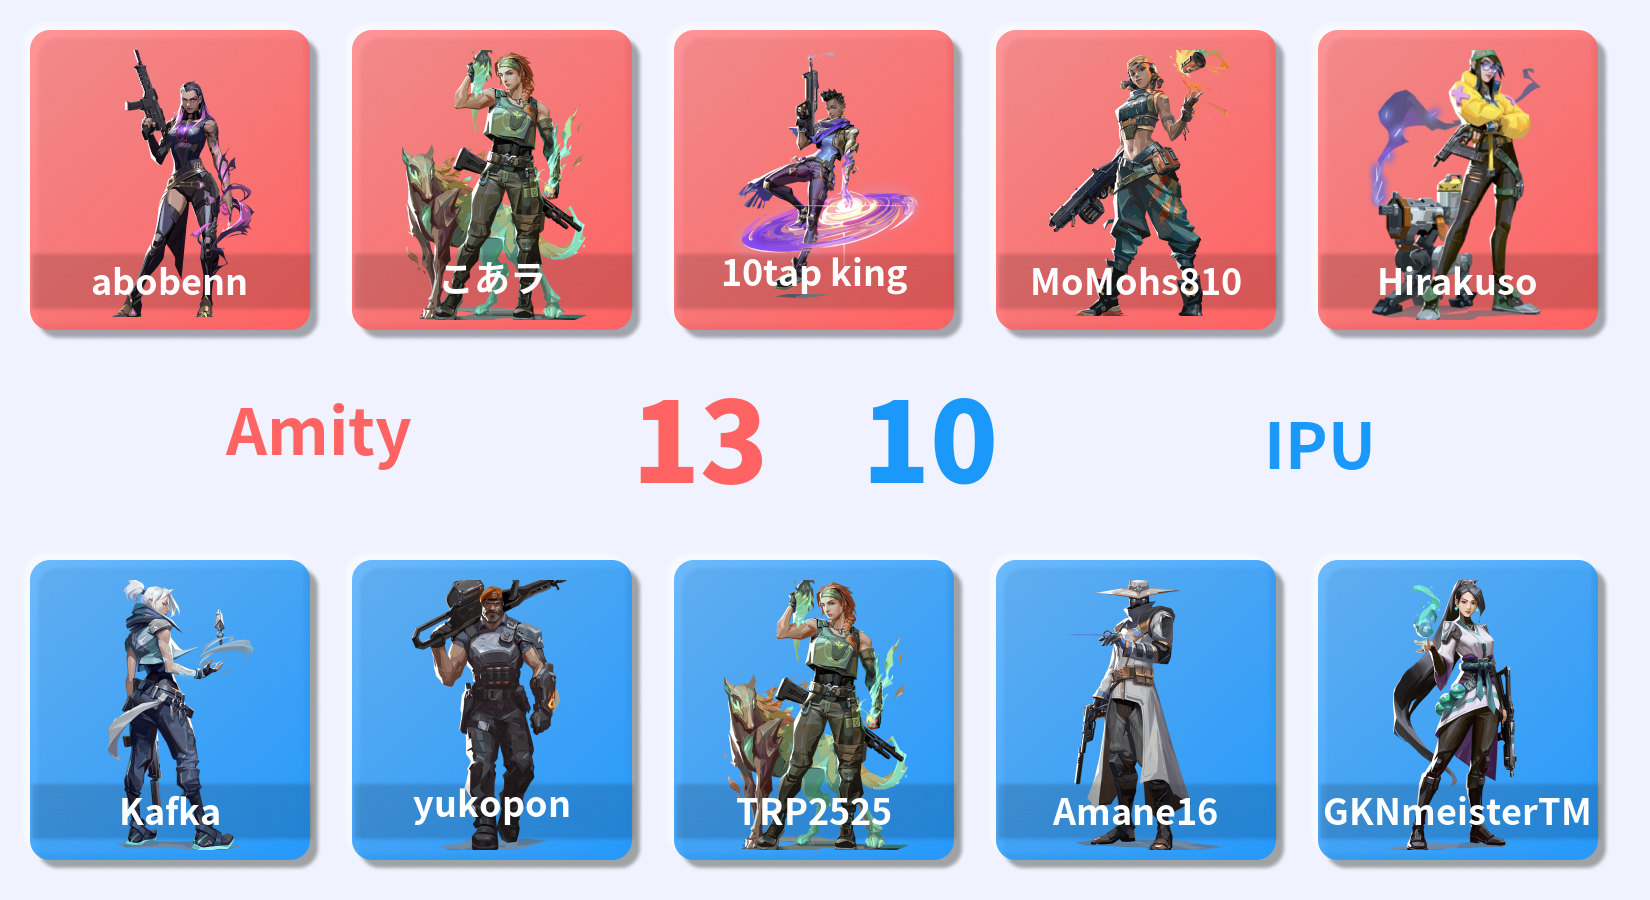 abobenn
こあラ
10tap king
MoMohs810
Hirakuso
Amity
13
10
IPU
Kafka
yukopon
TRP2525
Amane16
GKNmeisterTM